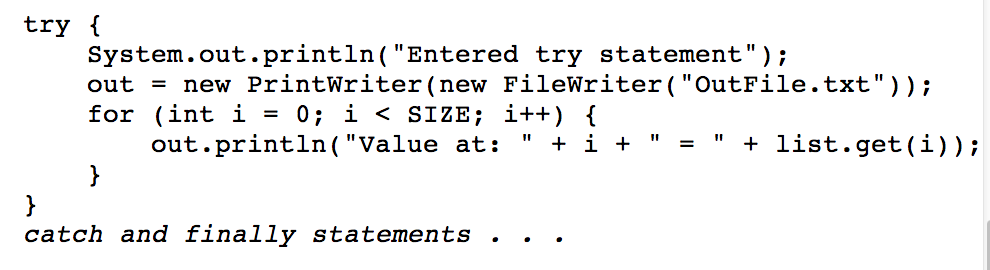 try {
    System.out.println("Entered try statement");
    out = new PrintWriter(new FileWriter("OutFile.txt"));
    for (int i = 0; i < SIZE; i++) {
        out.println("Value at: " + i + " = " + list.get(i));
    }
}
catch and finally statements . . .